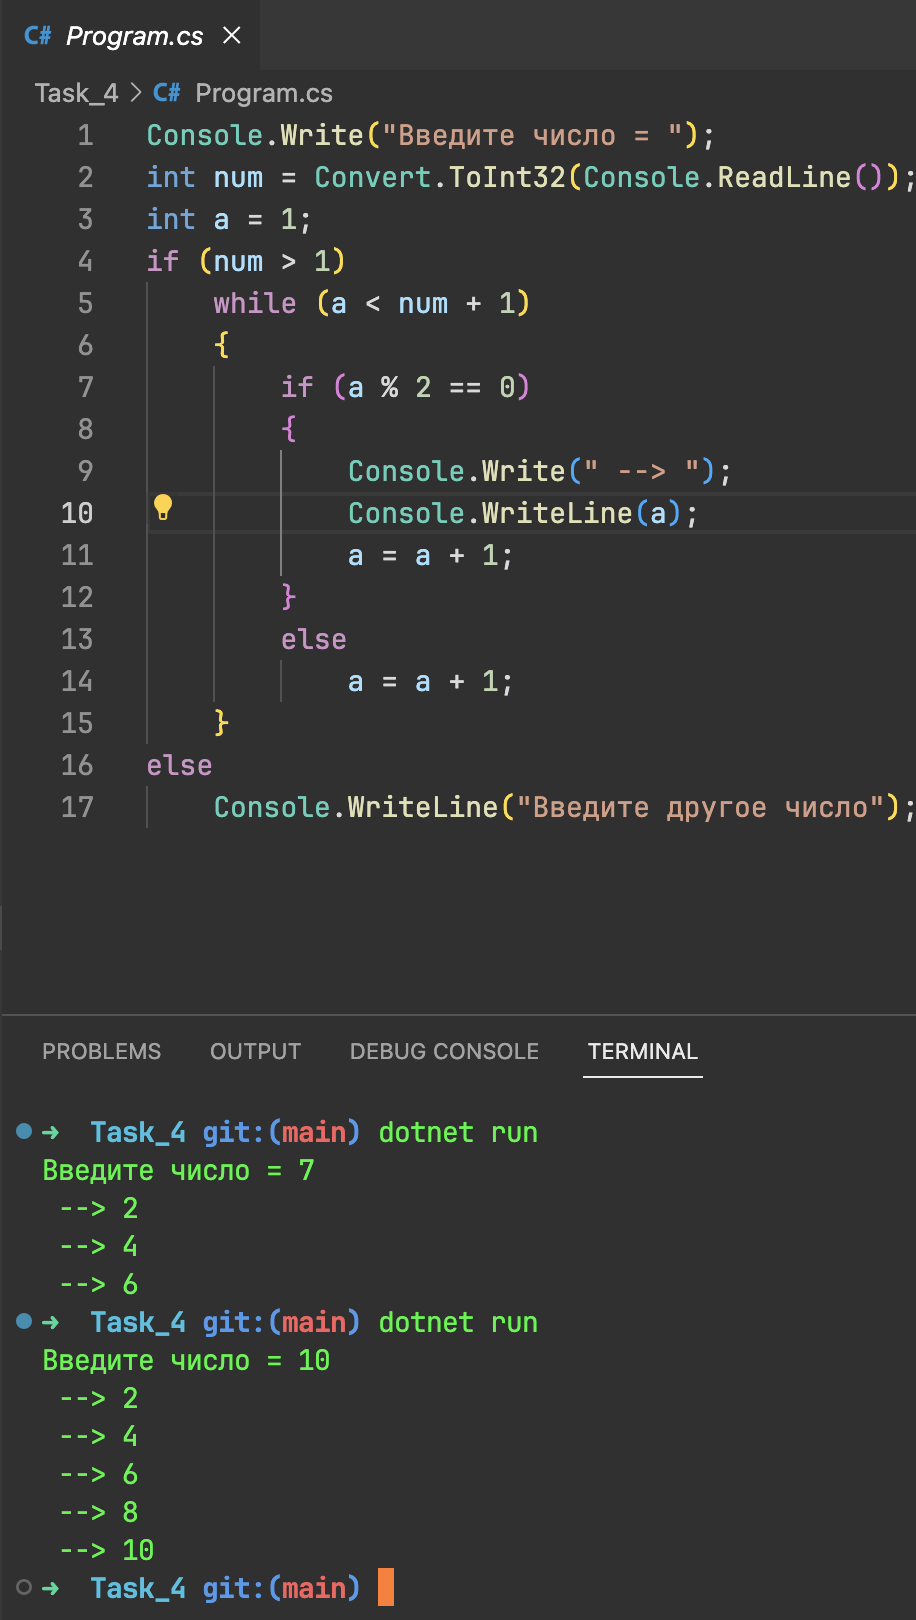 C# Program.cs ×
Task_4 > C# Program.cs
1 Console.Write("Введите число = ");
2 int num = Convert.ToInt32(Console.ReadLine());
3 int a = 1;
4 if (num > 1)
5     while (a < num + 1)
6     {
7         if (a % 2 == 0)
8         {
9             Console.Write(" --> ");
10             Console.WriteLine(a);
11             a = a + 1;
12         }
13         else
14             a = a + 1;
15     }
16 else
17     Console.WriteLine("Введите другое число");
PROBLEMS OUTPUT DEBUG CONSOLE TERMINAL
➜ Task_4 git:(main) dotnet run
Введите число = 7
 --> 2
 --> 4
 --> 6
➜ Task_4 git:(main) dotnet run
Введите число = 10
 --> 2
 --> 4
 --> 6
 --> 8
 --> 10
➜ Task_4 git:(main)